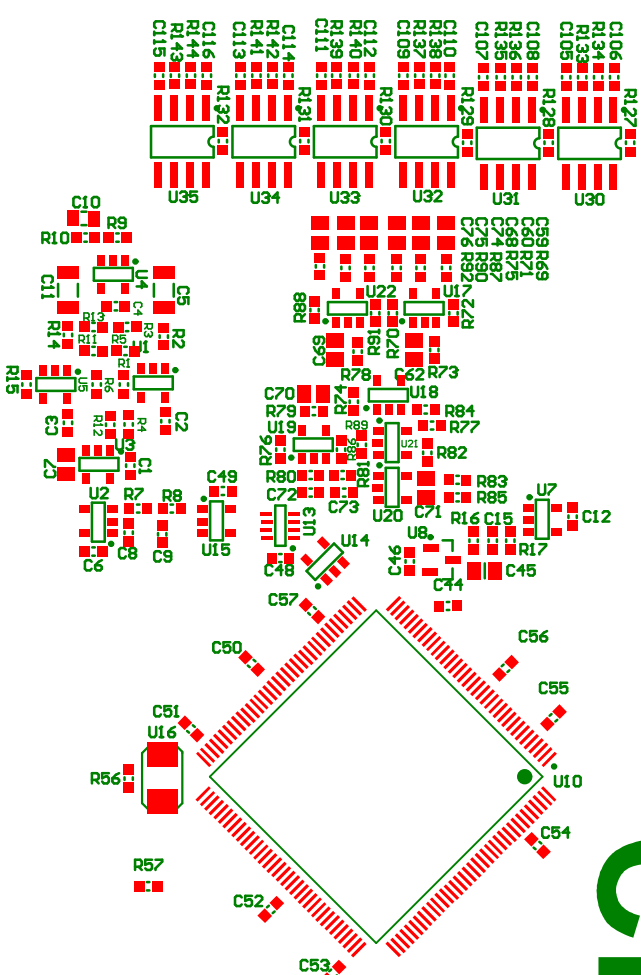 C115 R143 R144 C116 C113 R141 R142 C114 C111 R139 R140 C112 C109 R137 R138 C110 C107 R135 R136 C108 C105 R133 R134 C106
R132 R131 R130 R129 R128 R127
U35 U34 U33 U32 U31 U30
C10
R10 R9
C76 R92
C75 R90
C74 R87
C68 R75
C60 R71
C59 R69
C11 U4 C4 C5
R88 U22 R91 R70 U17 R72
R14 R13 R11 R5 R3 U1 R2
C69 R78 C62 R73
R15 U5 R6 R1
C70 R74 U18
R79 R84
C3 R12 R4 C2
U19 R89 R77
R76 R86 R81 U21 R82
C7 U3 C1
R80 C73 R83
R85
C49 C72
U2 R7 R8 U15 U13 U20 U7
C12
C6 C8 C9 C48 U14 C46 U8 R16 C15 R17
C45
C44
C57
C50 C56
C51 C55
U16
R56 U10
C54
R57
C52
C53